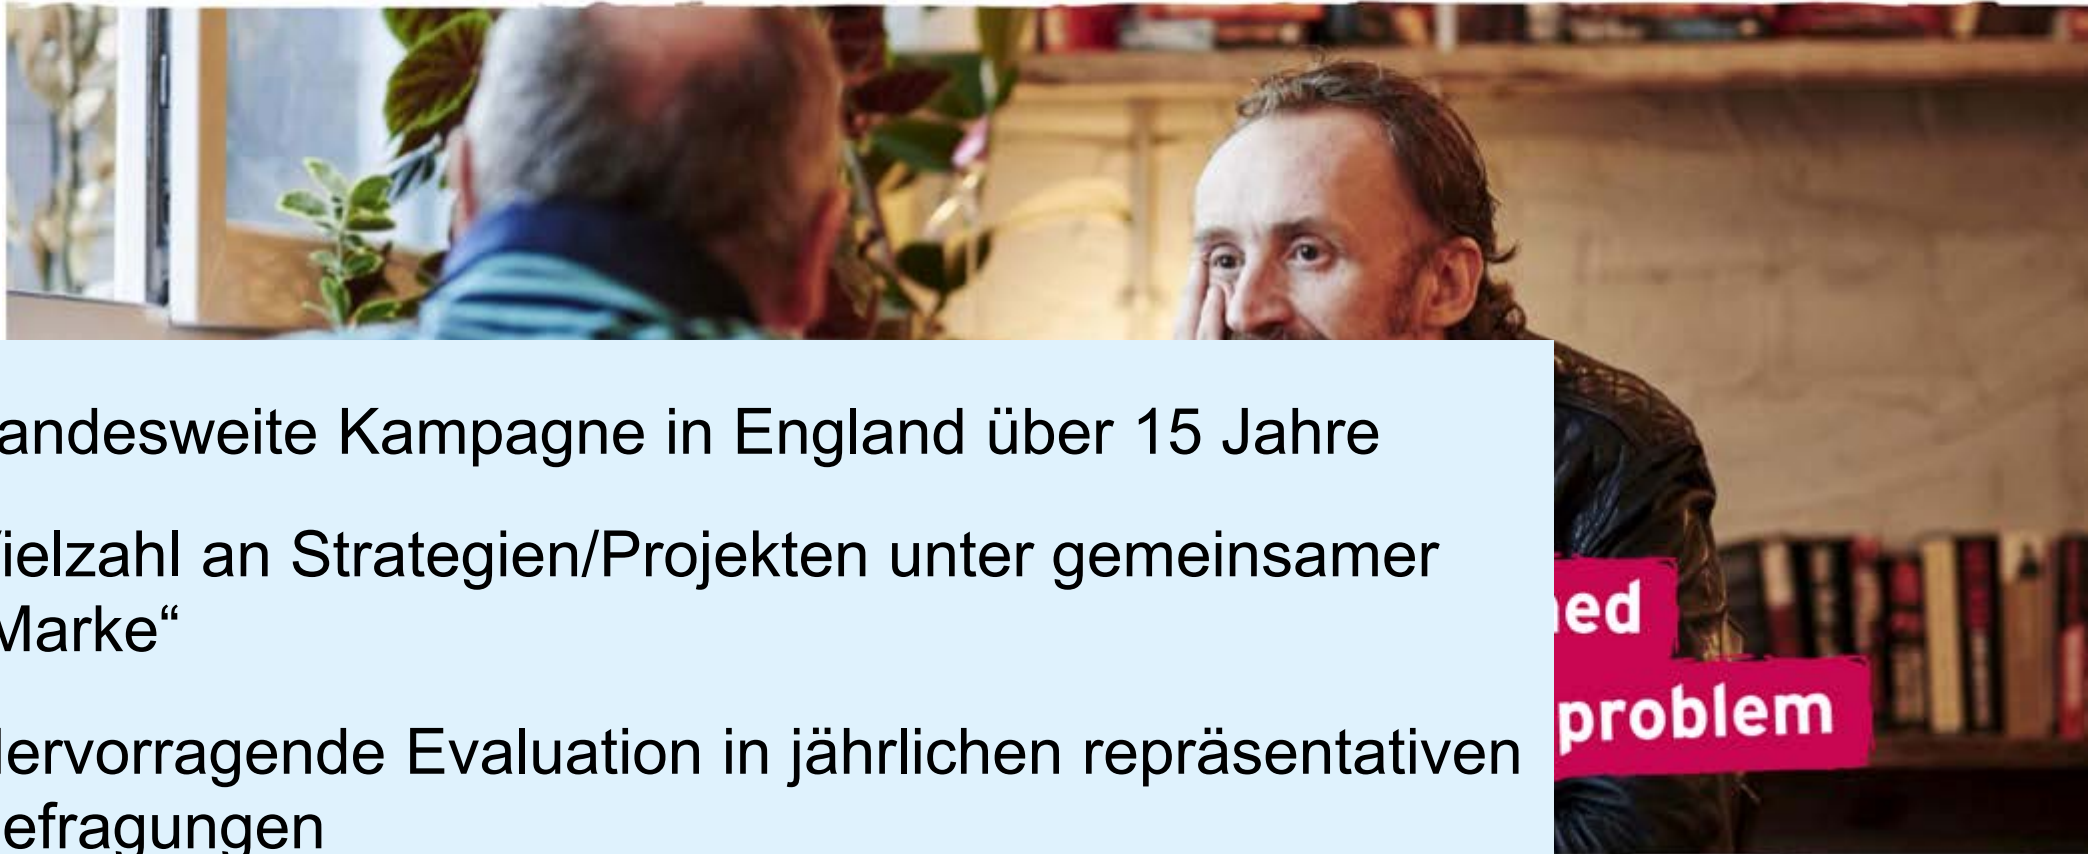 andesweite Kampagne in England über 15 Jahre
ielzahl an Strategien/Projekten unter gemeinsamer
Marke“
ervorragende Evaluation in jährlichen repräsentativen
efragungen
ed
problem